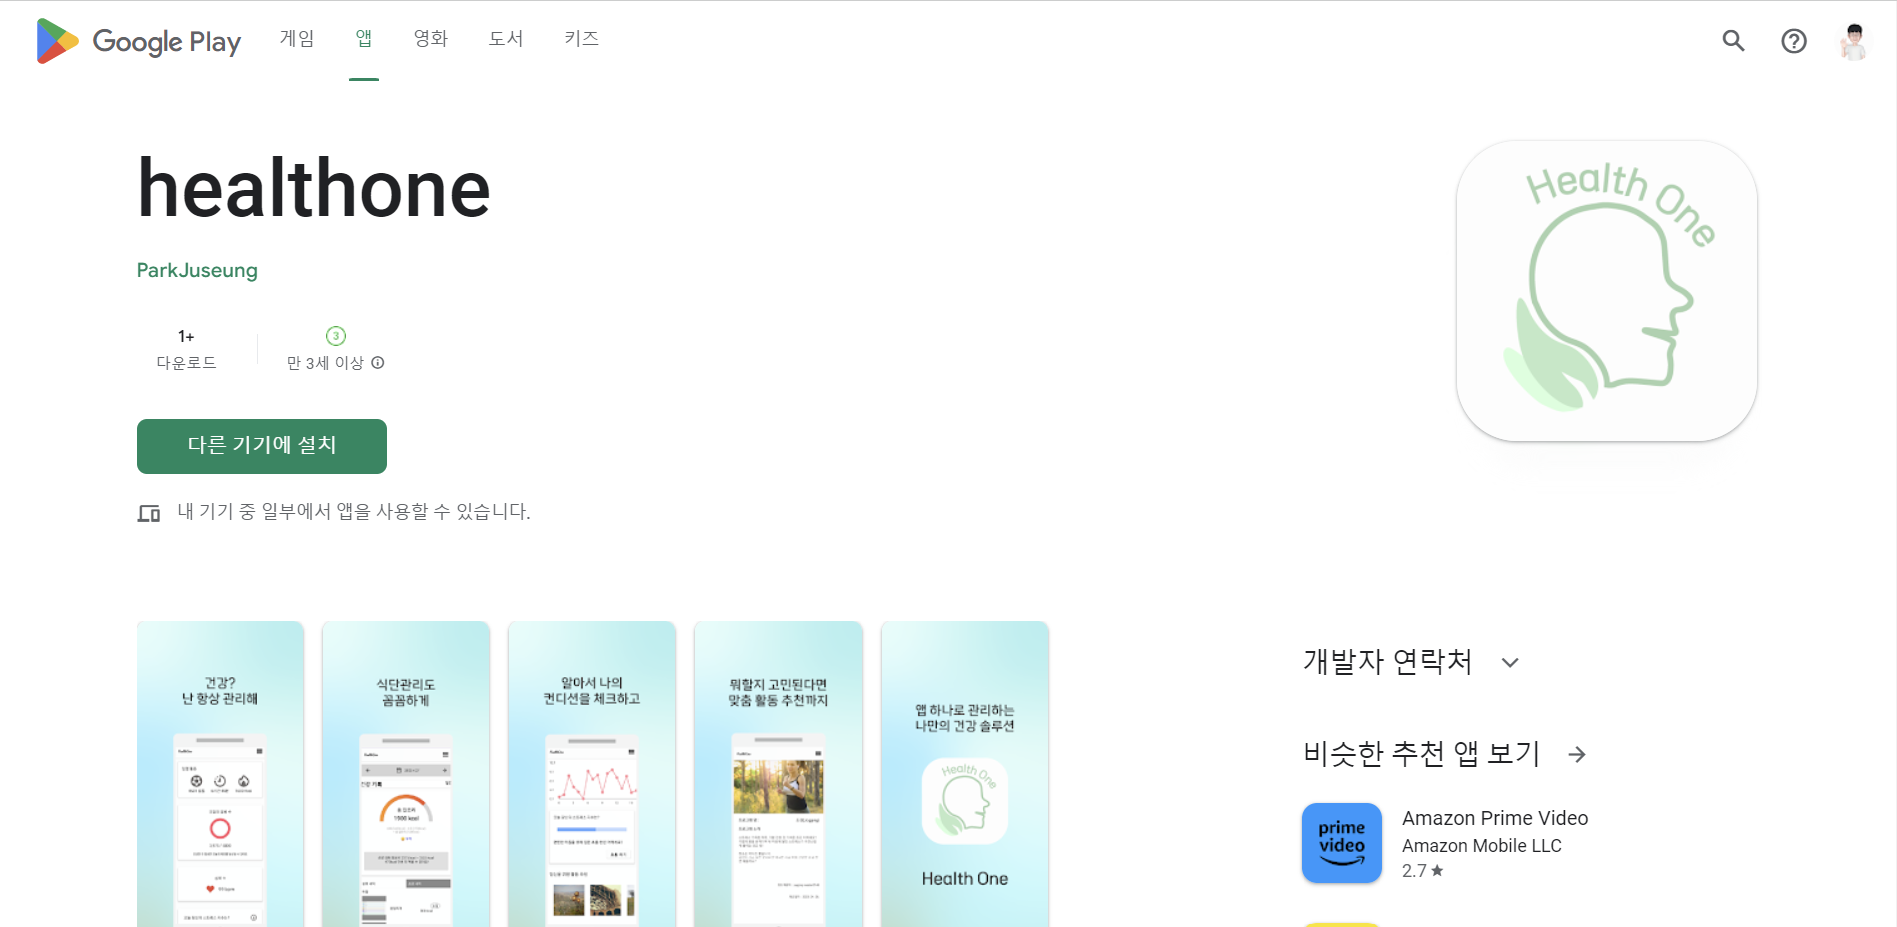 Google Play
게임
앱
영화
도서
키즈
healthone
ParkJuseung
1+
다운로드
3
만 3세 이상
다른 기기에 설치
내 기기 중 일부에서 앱을 사용할 수 있습니다.
Health One
건강?
난 항상 관리해
식단관리도
꼼꼼하게
1500 kcal
알아서 나의
컨디션을 체크하고
뭐할지 고민된다면
맞춤 활동 추천까지
앱 하나로 관리하는
나만의 건강 솔루션
Health One
Health One
개발자 연락처
비슷한 추천 앱 보기
prime
video
Amazon Prime Video
Amazon Mobile LLC
2.7